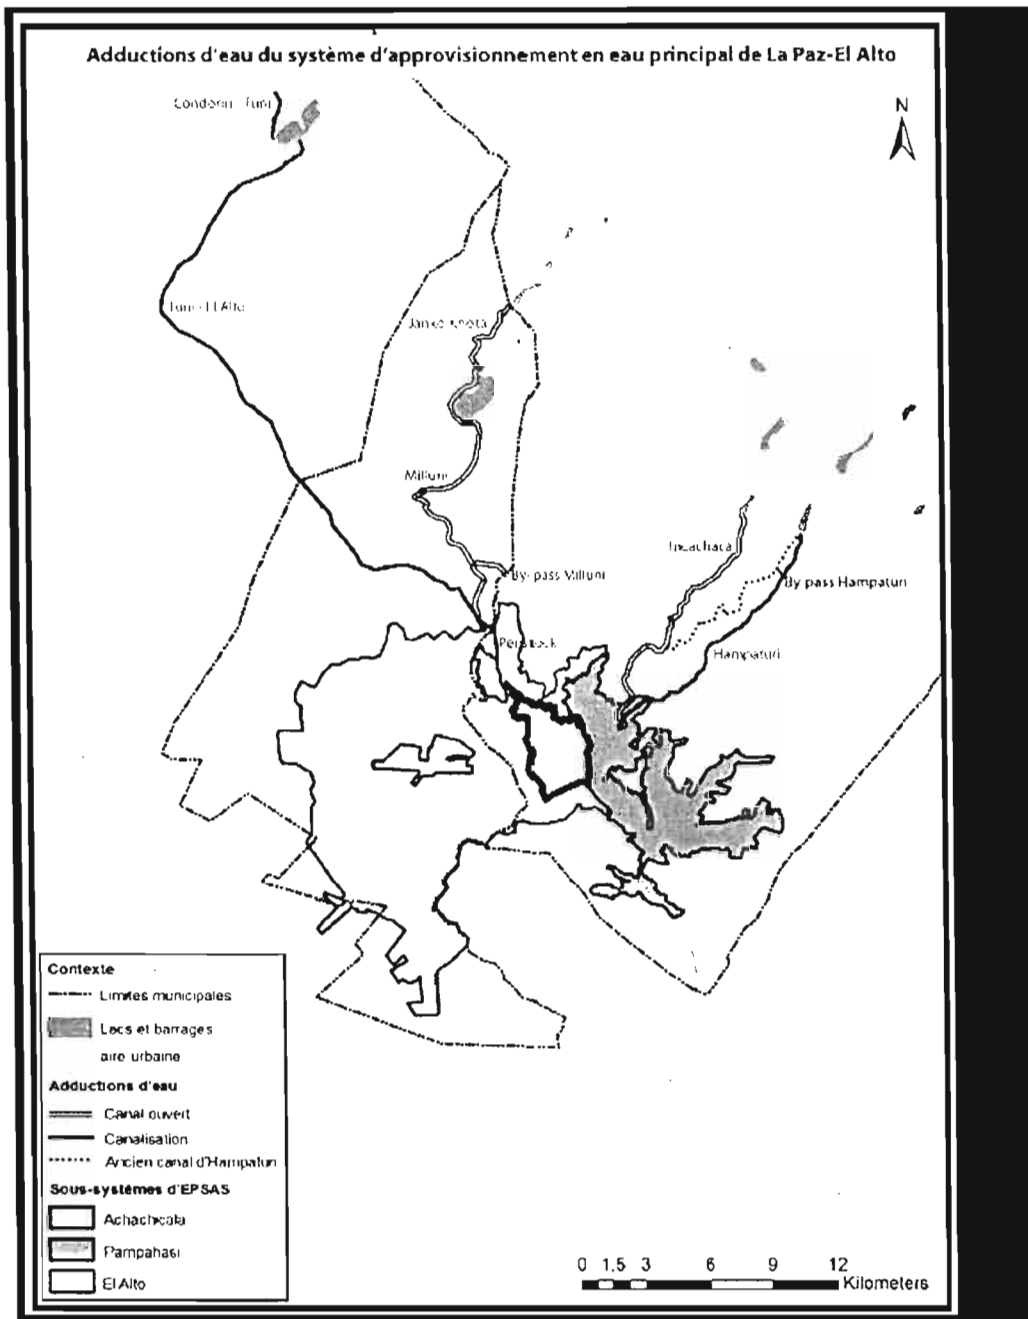 Adductions d'eau du système d'approvisionnement en eau principal de La Paz-El Alto
N
Condoriri - Tuni
Tuni - El Alto
Janko Khota
Milluni
By-pass Milluni
Incachaca
By pass Hampaturi
Hampaturi
Penstock
Contexte
Limites municipales
Lacs et barrages
aire urbaine
Adductions d'eau
Canal ouvert
Canalisation
Ancien canal d'Hampaturi
Sous-systèmes d'EPSAS
Achachicala
Pampahasi
El Alto
0 1,5 3 6 9 12
Kilometers